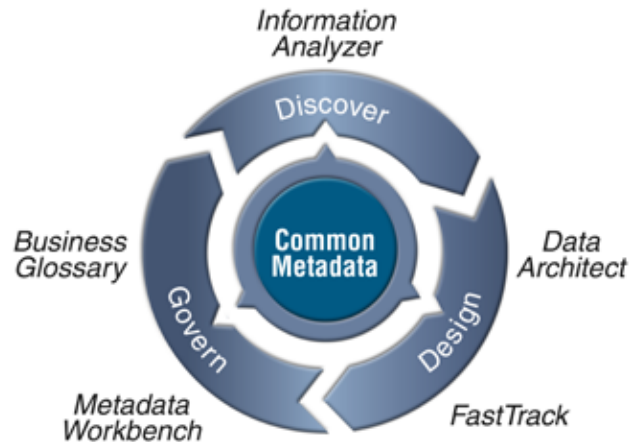 Information
Analyzer
Discover
Business
Glossary
Common
Metadata
Data
Architect
Govern
Design
Metadata
Workbench
FastTrack